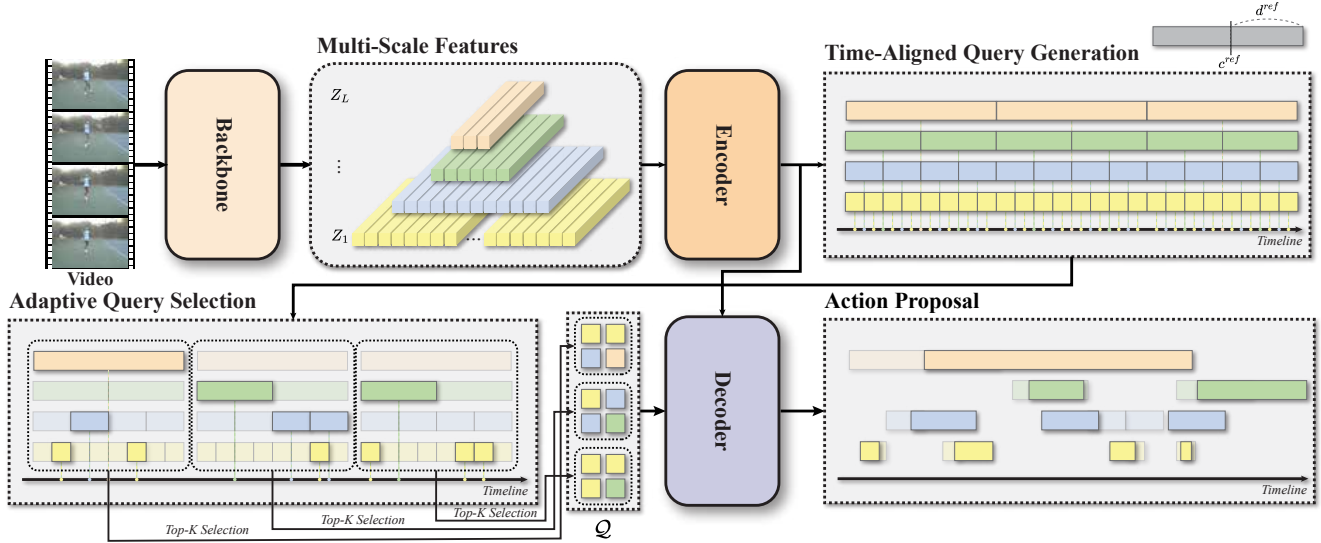 Multi-Scale Features
Time-Aligned Query Generation
d^{ref}
c^{ref}
Video
Backbone
Z_L
⋮
Z_1
...
Encoder
Timeline
Adaptive Query Selection
Timeline
Top-K Selection
Top-K Selection
Top-K Selection
Q
Decoder
Action Proposal
Timeline